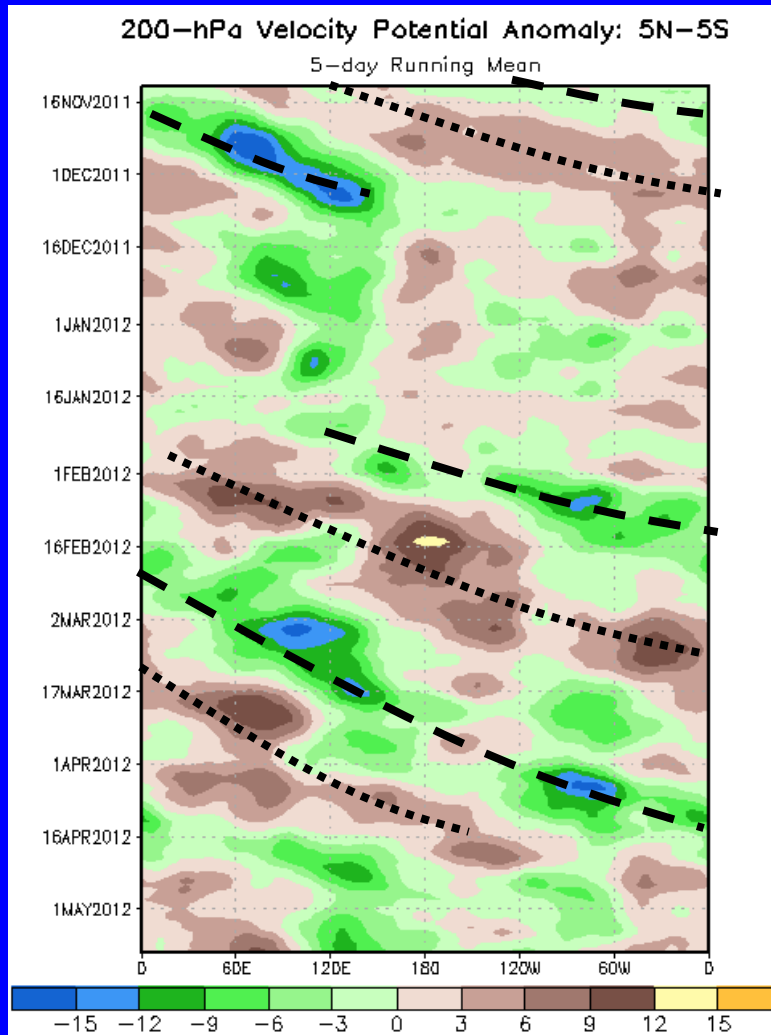 200-hPa Velocity Potential Anomaly: 5N-5S
5-day Running Mean
16NOV2011
1DEC2011
16DEC2011
1JAN2012
16JAN2012
1FEB2012
16FEB2012
2MAR2012
17MAR2012
1APR2012
16APR2012
1MAY2012
0 60E 120E 180 120W 60W 0
-15 -12 -9 -6 -3 0 3 6 9 12 15